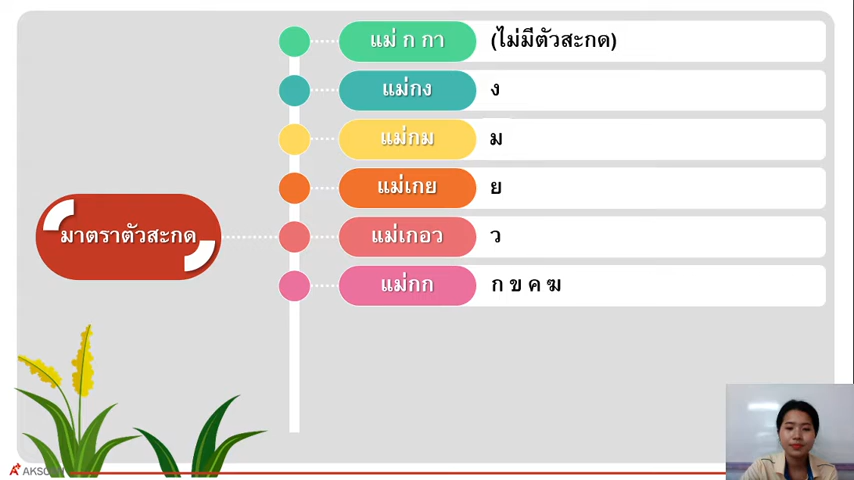 แม่ ก กา (ไม่มีตัวสะกด)
แม่กง ง
แม่กม ม
แม่เกย ย
มาตราตัวสะกด
แม่เกอว ว
แม่กก ก ข ค ฆ